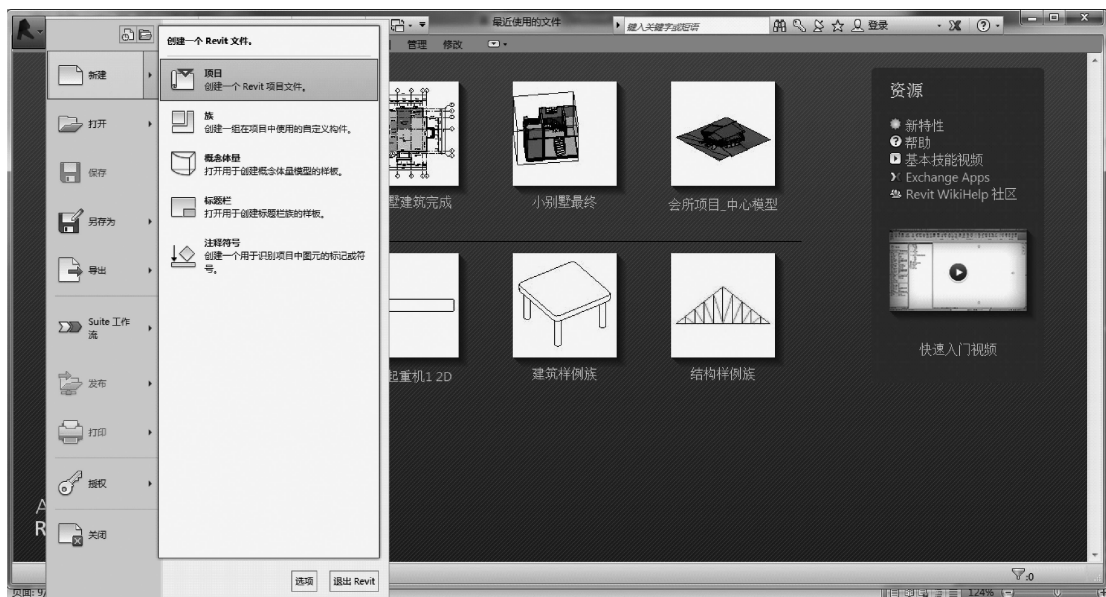 最近使用的文件
键入关键字或短语
登录
管理 修改
创建一个 Revit 文件。
新建
打开
保存
另存为
导出
Suite 工作
流
发布
打印
授权
关闭
项目
创建一个 Revit 项目文件。
族
创建一组在项目中使用的自定义构件。
概念体量
打开用于创建概念体量模型的样板。
标题栏
打开用于创建标题栏族的样板。
注释符号
创建一个用于识别项目中图元的标记或符
号。
选项 退出 Revit
墅建筑完成 小别墅最终 会所项目_中心模型
起重机1 2D 建筑样例族 结构样例族
资源
新特性
帮助
基本技能视频
Exchange Apps
Revit WikiHelp 社区
快速入门视频
A
R
:0
页面: 9/
124%